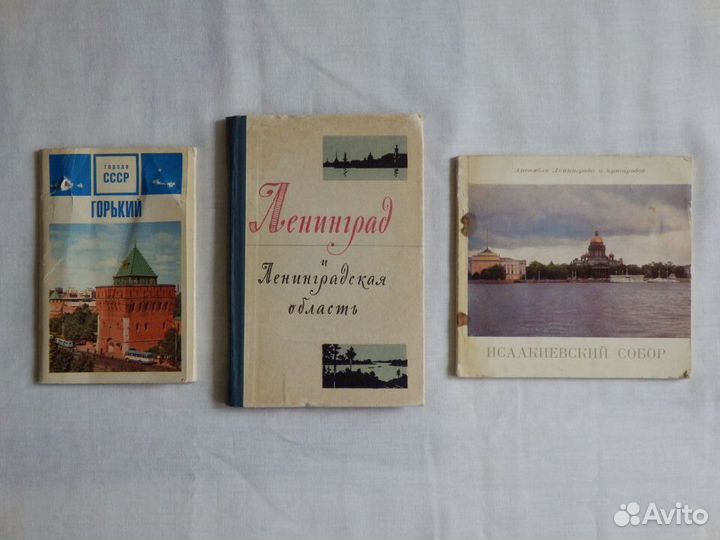 города
СССР
ГОРЬКИЙ
Ленинград
и
Ленинградская
область
Ансамбли Ленинграда и пригородов
ИСААКИЕВСКИЙ СОБОР
Avito